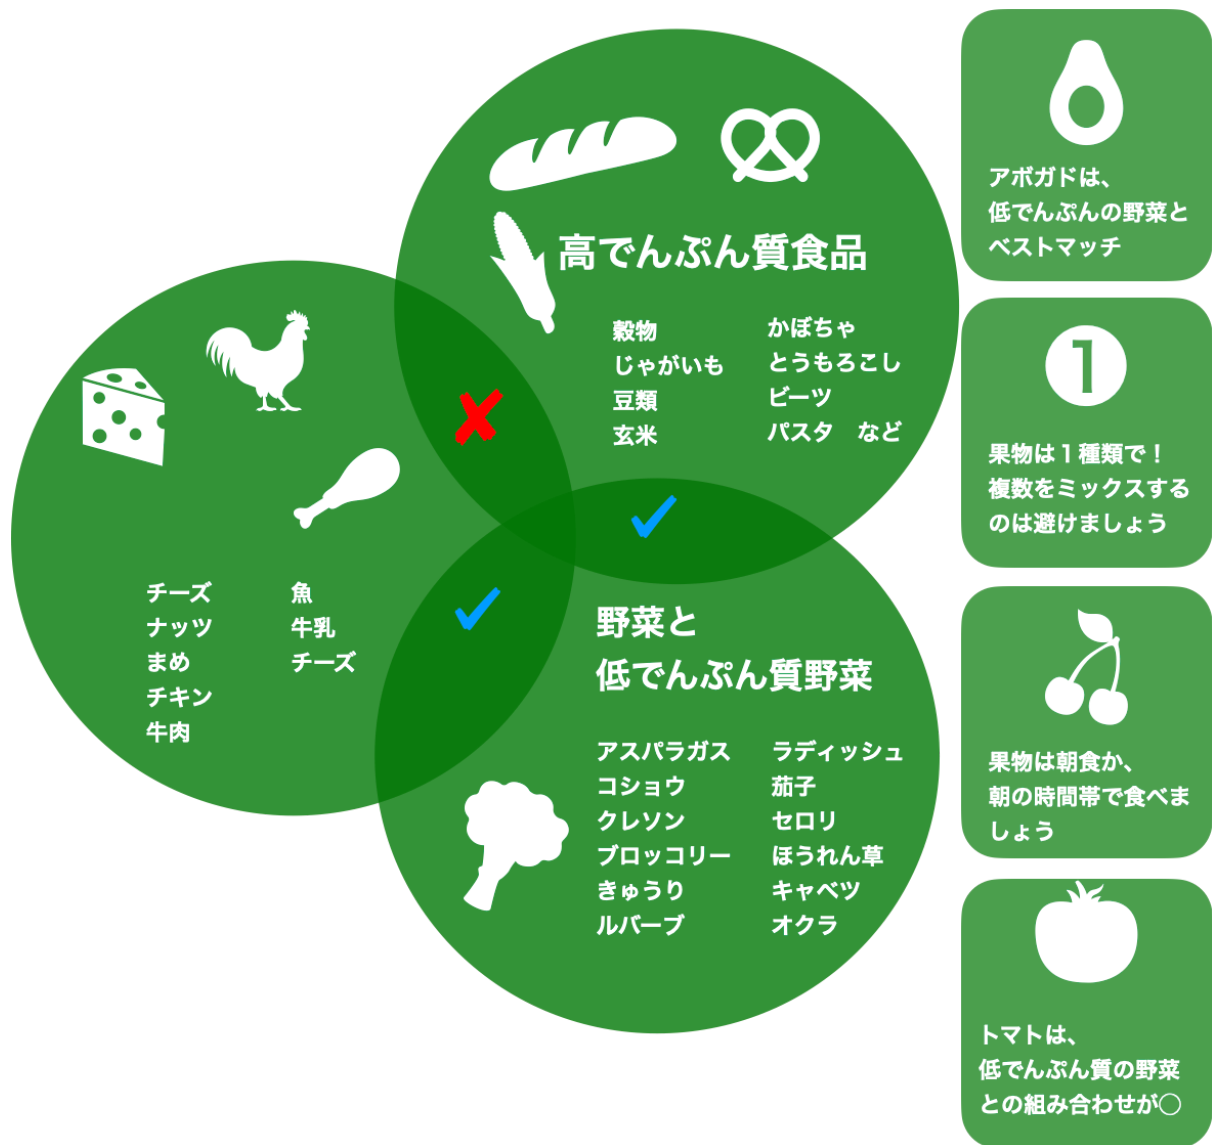 高でんぷん質食品
穀物
じゃがいも
豆類
玄米
かぼちゃ
とうもろこし
ビーツ
パスタ　など
チーズ
ナッツ
まめ
チキン
牛肉
魚
牛乳
チーズ
野菜と
低でんぷん質野菜
アスパラガス
コショウ
クレソン
ブロッコリー
きゅうり
ルバーブ
ラディッシュ
茄子
セロリ
ほうれん草
キャベツ
オクラ
アボガドは、
低でんぷんの野菜と
ベストマッチ
1
果物は１種類で！
複数をミックスする
のは避けましょう
果物は朝食か、
朝の時間帯で食べま
しょう
トマトは、
低でんぷん質の野菜
との組み合わせが◯